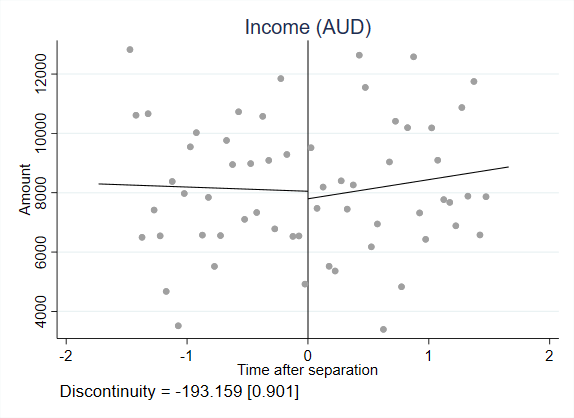 Income (AUD)
Amount
12000
10000
8000
6000
4000
-2 -1 0 1 2
Time after separation
Discontinuity = -193.159 [0.901]